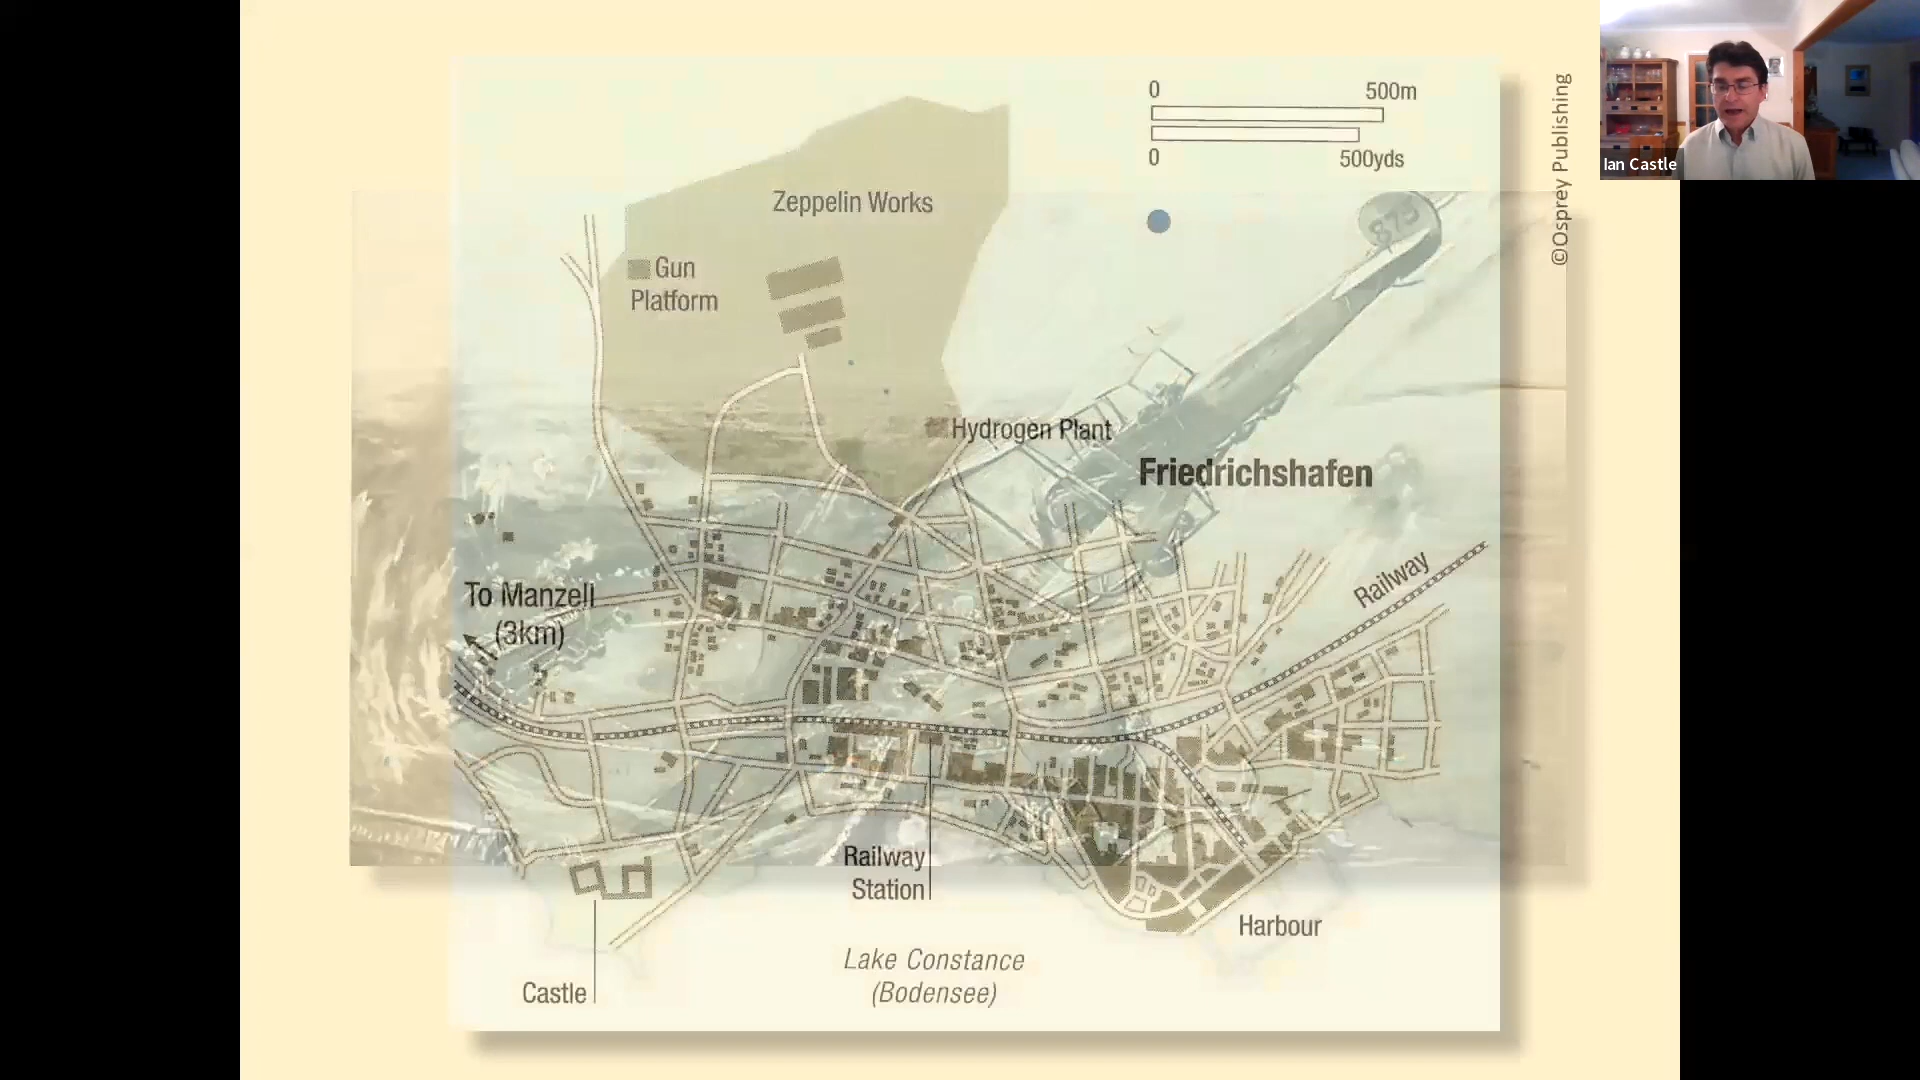 0 500m
0 500yds
©Osprey Publishing
Ian Castle
Zeppelin Works
875
Gun
Platform
Hydrogen Plant
Friedrichshafen
Railway
To Manzell
(3km)
Railway
Station
Harbour
Lake Constance
(Bodensee)
Castle